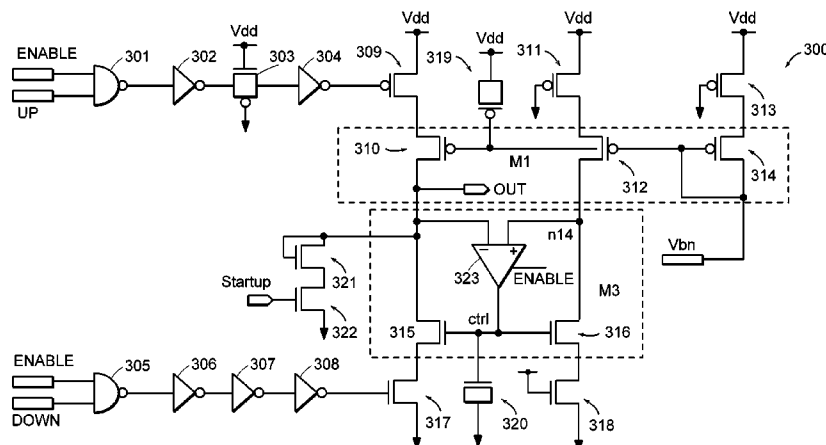 Vdd
Vdd
Vdd
ENABLE
301
302
Vdd
303
304
309
319
Vdd
311
300
UP
313
310
M1
312
314
OUT
n14
Vbn
323
ENABLE
M3
321
Startup
322
315
ctrl
316
ENABLE
305
306
307
308
DOWN
317
320
318